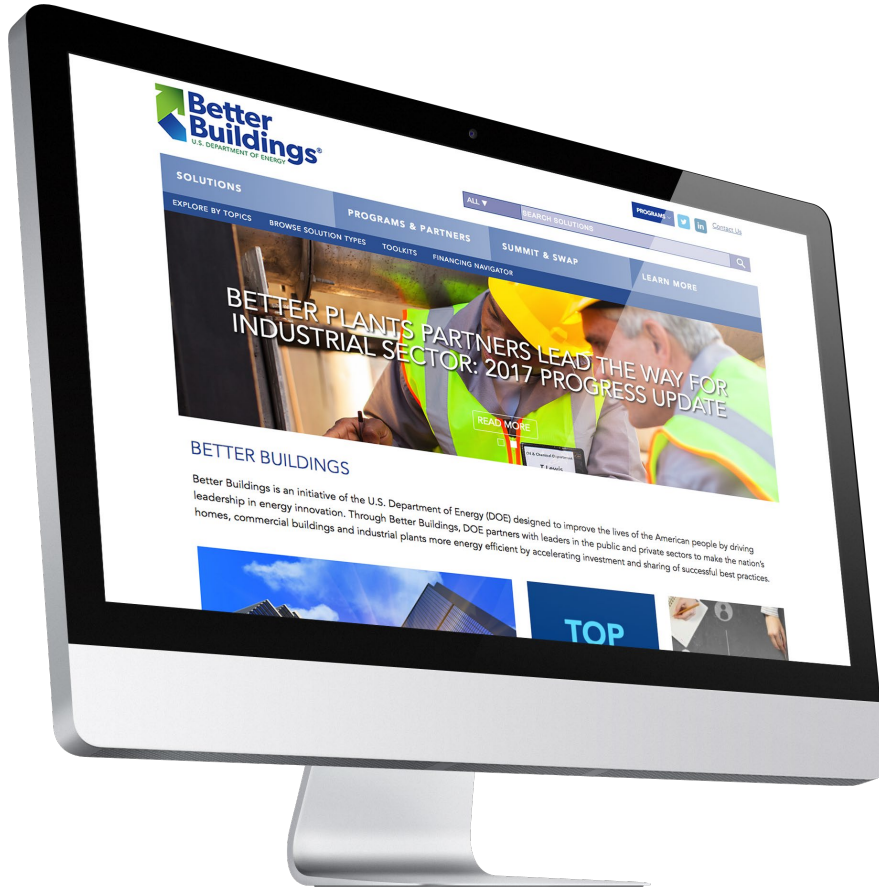 Better
Buildings®
U.S. DEPARTMENT OF ENERGY
PROGRAMS
in
Contact Us
ALL ▼
SEARCH SOLUTIONS
SOLUTIONS
PROGRAMS & PARTNERS
SUMMIT & SWAP
LEARN MORE
EXPLORE BY TOPICS
BROWSE SOLUTION TYPES
TOOLKITS
FINANCING NAVIGATOR
BETTER PLANTS PARTNERS LEAD THE WAY FOR
INDUSTRIAL SECTOR: 2017 PROGRESS UPDATE
READ MORE
T Lewis
BETTER BUILDINGS
Better Buildings is an initiative of the U.S. Department of Energy (DOE) designed to improve the lives of the American people by driving
leadership in energy innovation. Through Better Buildings, DOE partners with leaders in the public and private sectors to make the nation's
homes, commercial buildings and industrial plants more energy efficient by accelerating investment and sharing of successful best practices.
TOP